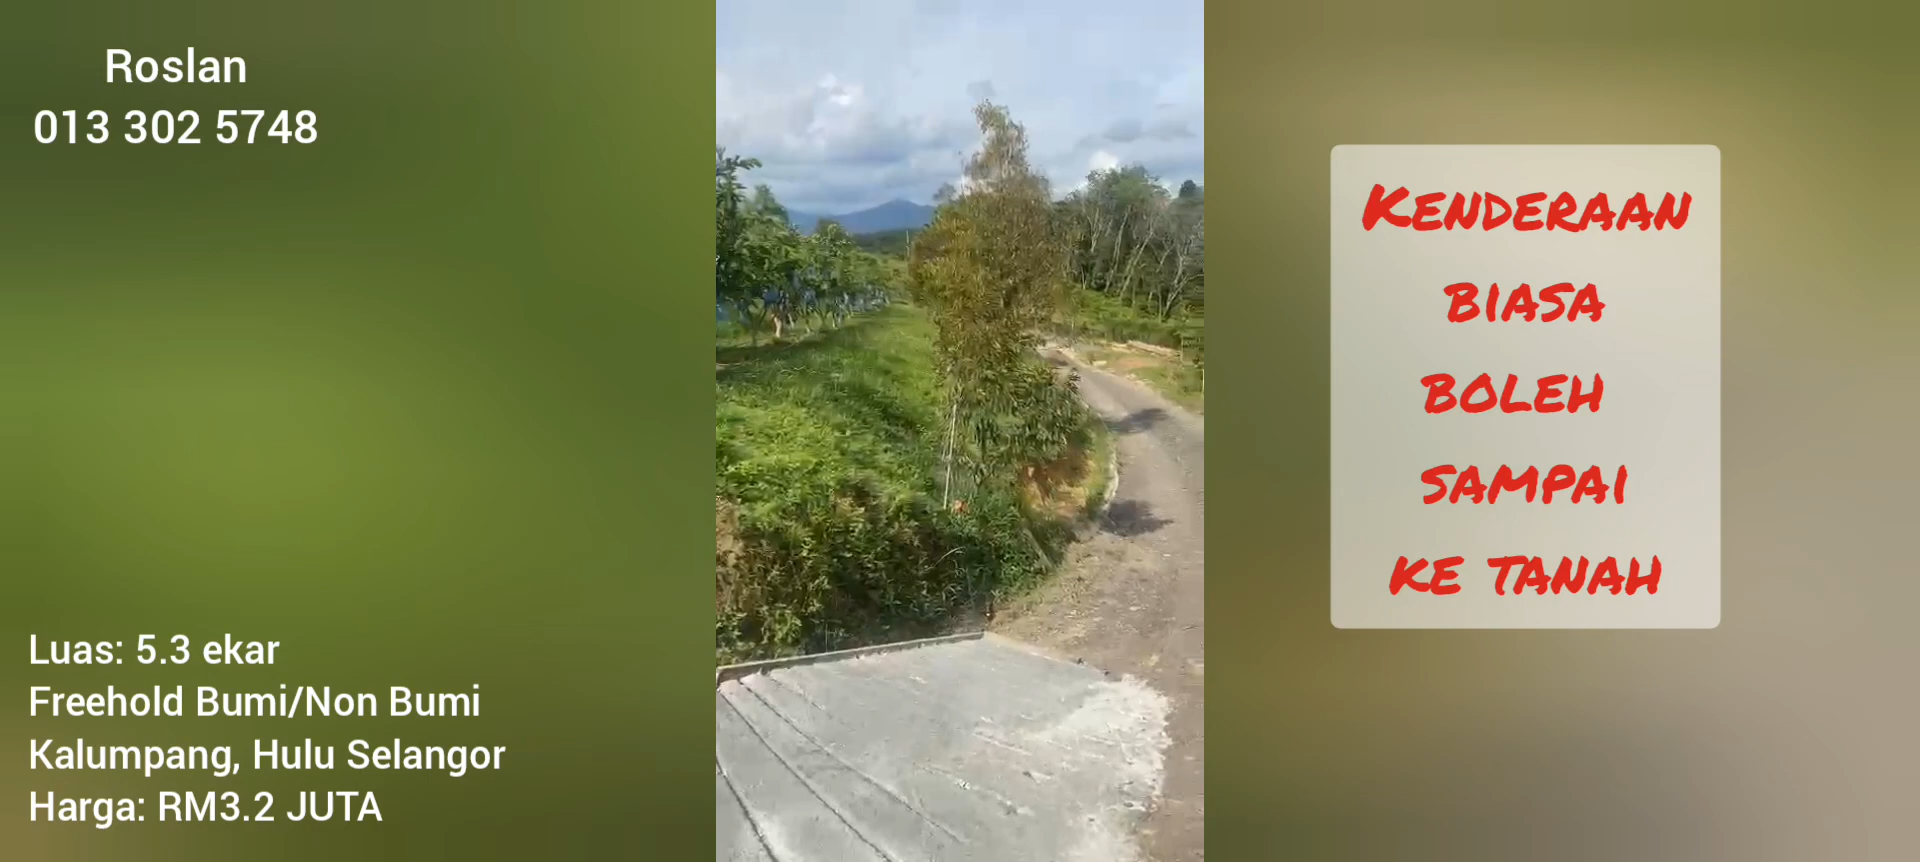 Roslan
013 302 5748
Luas: 5.3 ekar
Freehold Bumi/Non Bumi
Kalumpang, Hulu Selangor
Harga: RM3.2 JUTA
KENDERAAN
BIASA
BOLEH
SAMPAI
KE TANAH